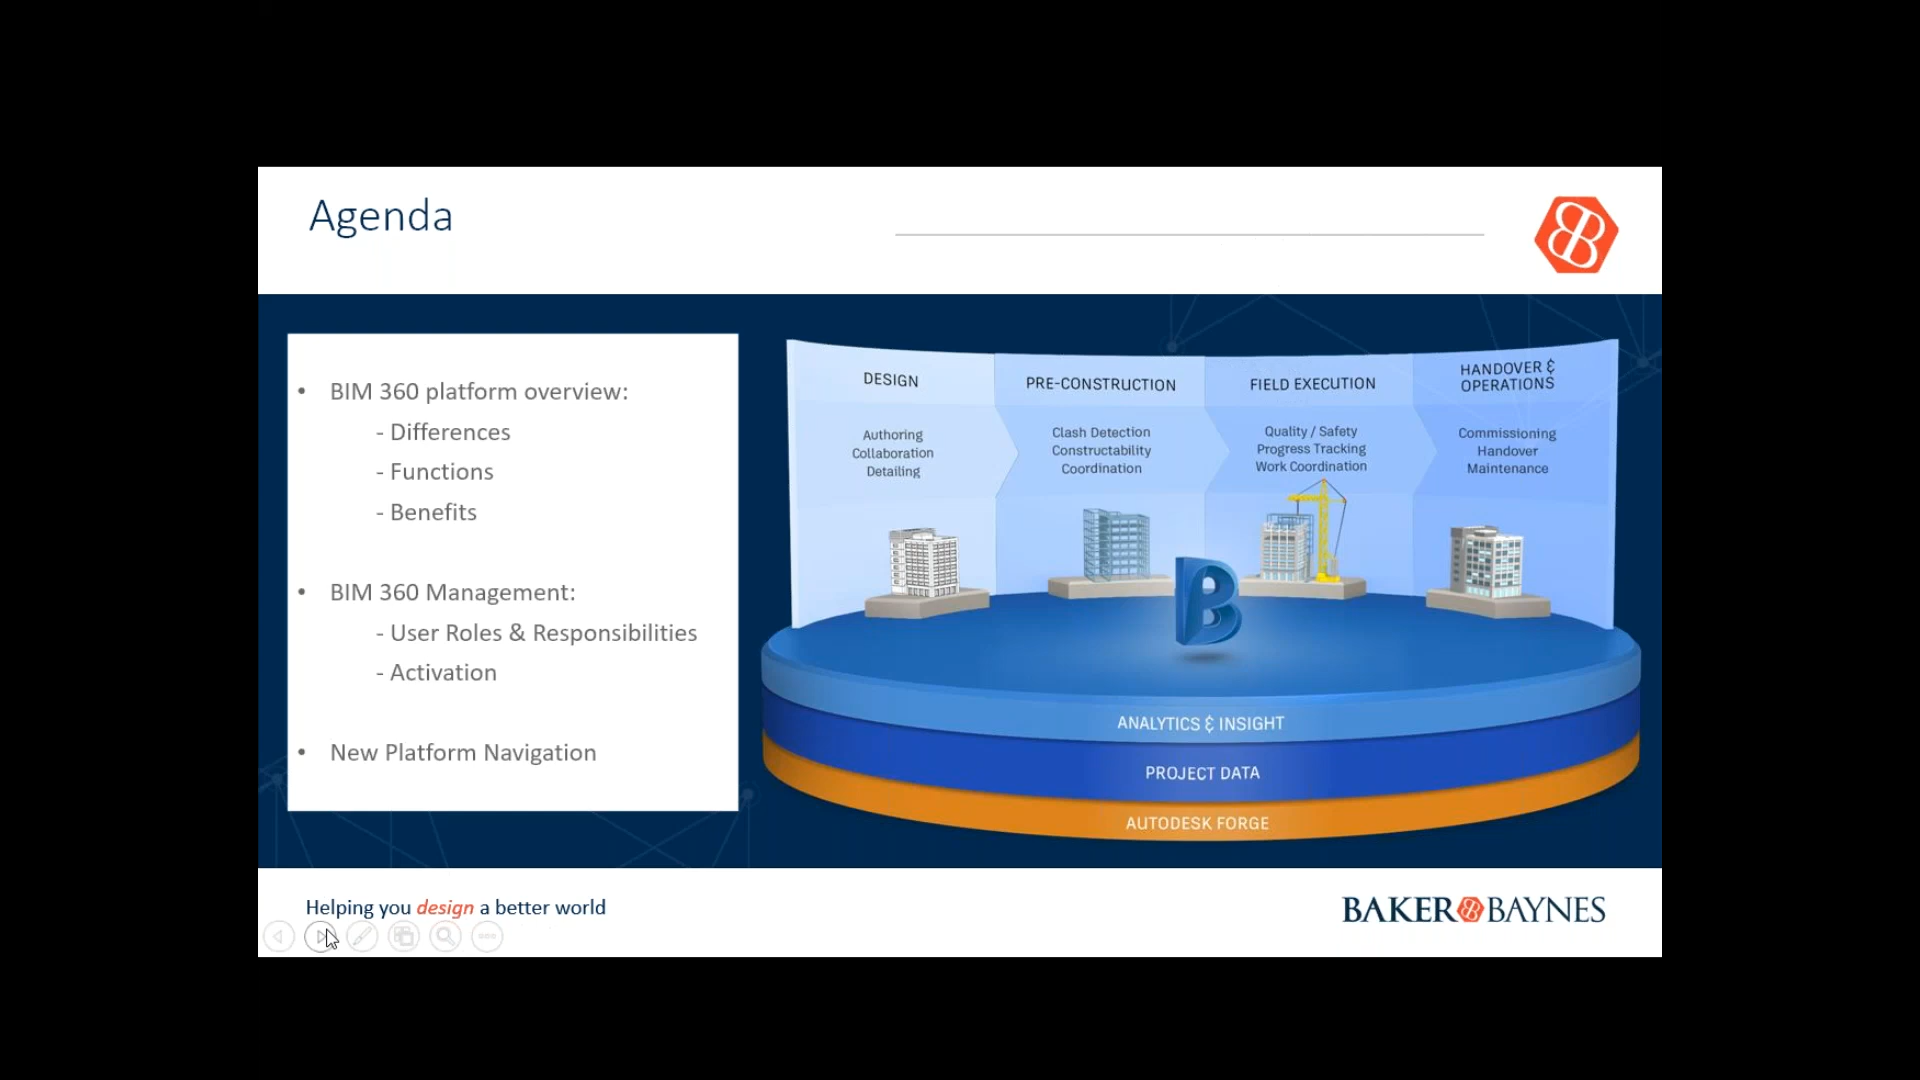 Agenda
• BIM 360 platform overview:
- Differences
- Functions
- Benefits
• BIM 360 Management:
- User Roles & Responsibilities
- Activation
• New Platform Navigation
DESIGN
Authoring
Collaboration
Detailing
PRE-CONSTRUCTION
Clash Detection
Constructability
Coordination
FIELD EXECUTION
Quality / Safety
Progress Tracking
Work Coordination
HANDOVER &
OPERATIONS
Commissioning
Handover
Maintenance
B
ANALYTICS & INSIGHT
PROJECT DATA
AUTODESK FORGE
Helping you design a better world
BAKER BAYNES